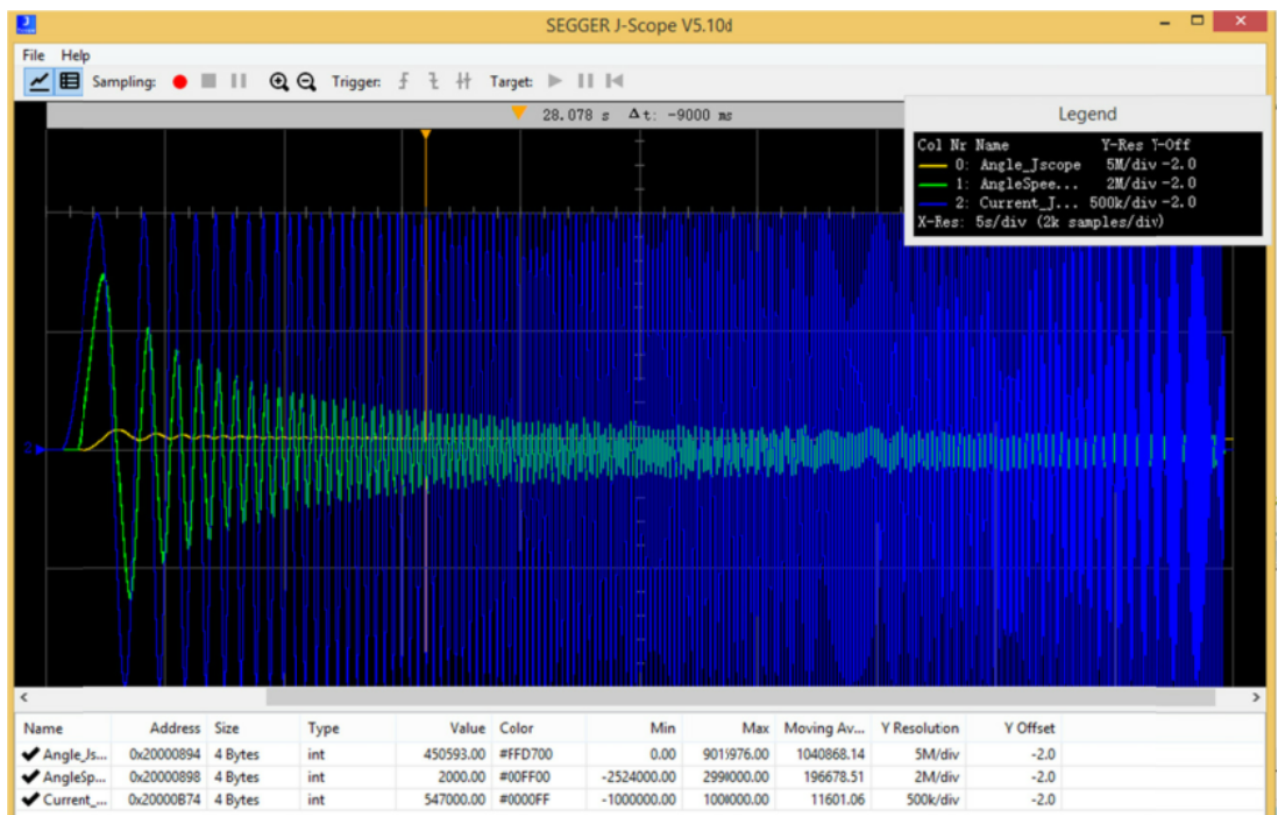 SEGGER J-Scope V5.10d
File Help
Sampling: Trigger: Target:
28.078 s Δt: -9000 ms
Legend
Col Nr Name Y-Res Y-Off
0: Angle_Jscope 5M/div -2.0
1: AngleSpee... 2M/div -2.0
2: Current_J... 500k/div -2.0
X-Res: 5s/div (2k samples/div)
2
Name Address Size Type Value Color Min Max Moving Av... Y Resolution Y Offset
Angle_Js... 0x20000894 4 Bytes int 450593.00 #FFD700 0.00 1040868.14 5M/div -2.0
AngleSp... 0x20000898 4 Bytes int 2000.00 #00FF00 -2524000.00 196678.51 2M/div -2.0
Current_... 0x20000B74 4 Bytes int 547000.00 #0000FF -1000000.00 11601.06 500k/div -2.0